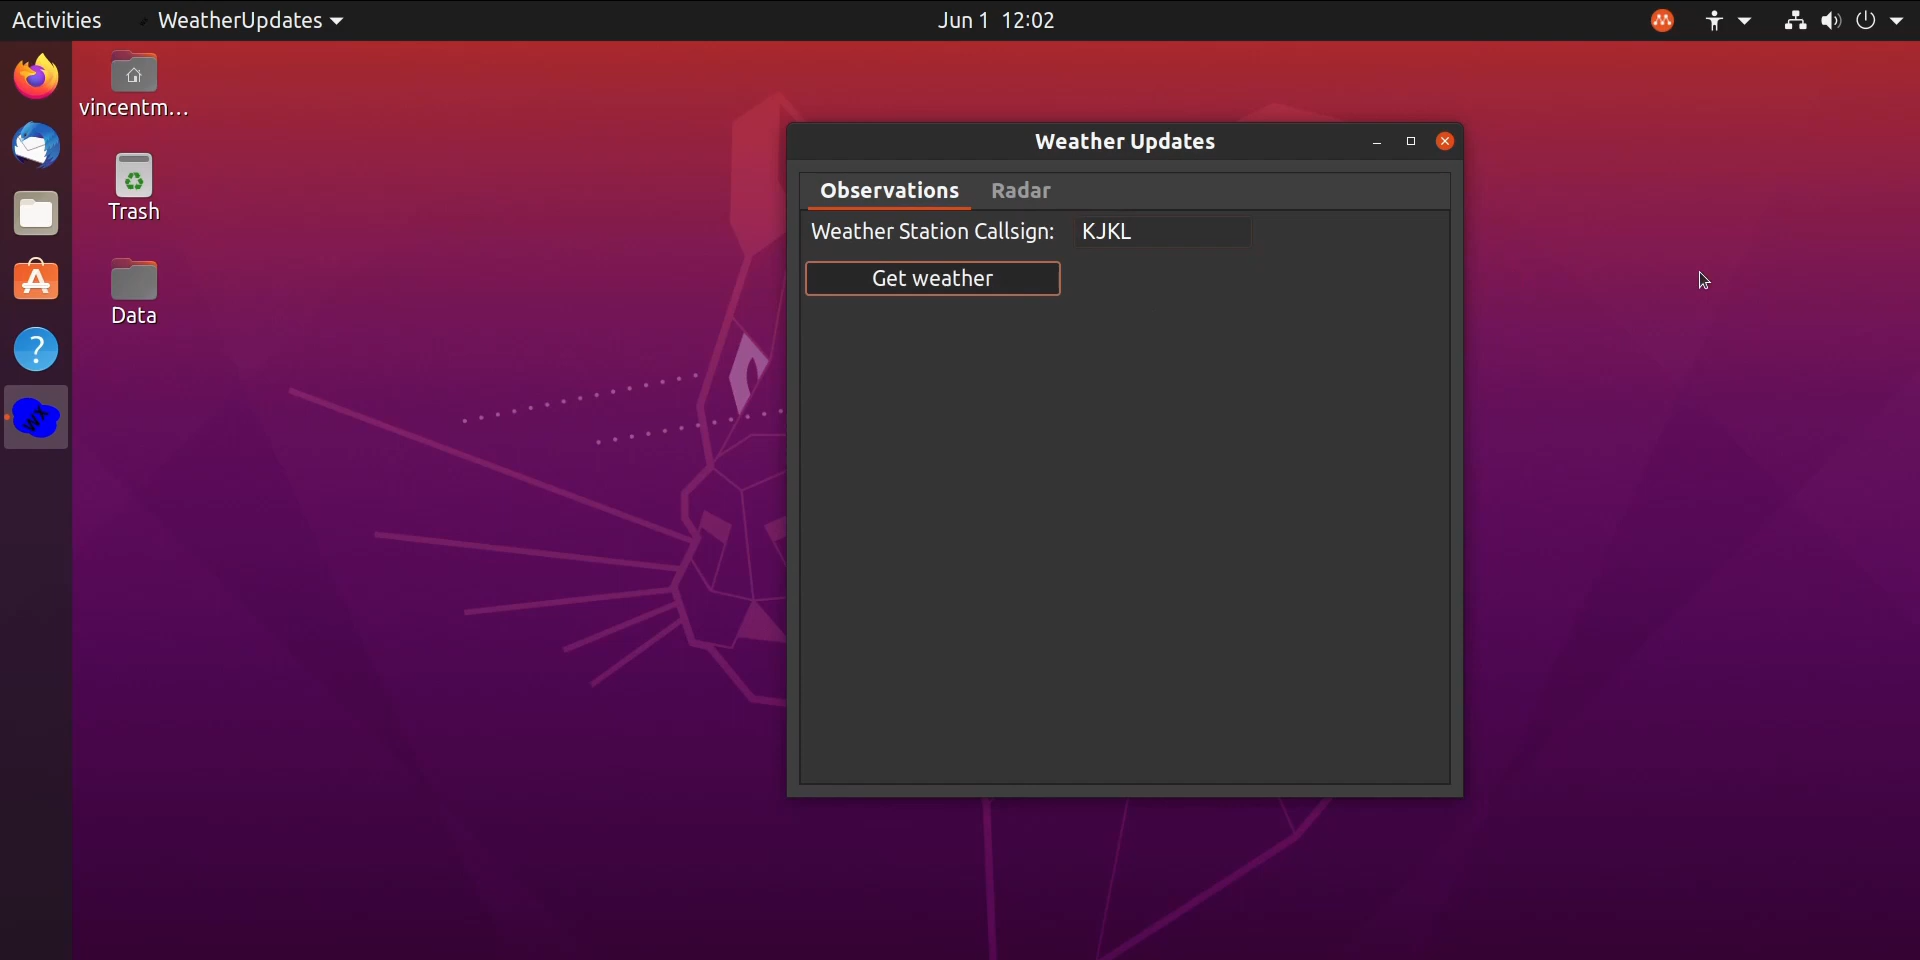 Activities
WeatherUpdates
Jun 1 12:02
vincentm...
Trash
Data
?
WX
Weather Updates
Observations
Radar
Weather Station Callsign:
KJKL
Get weather